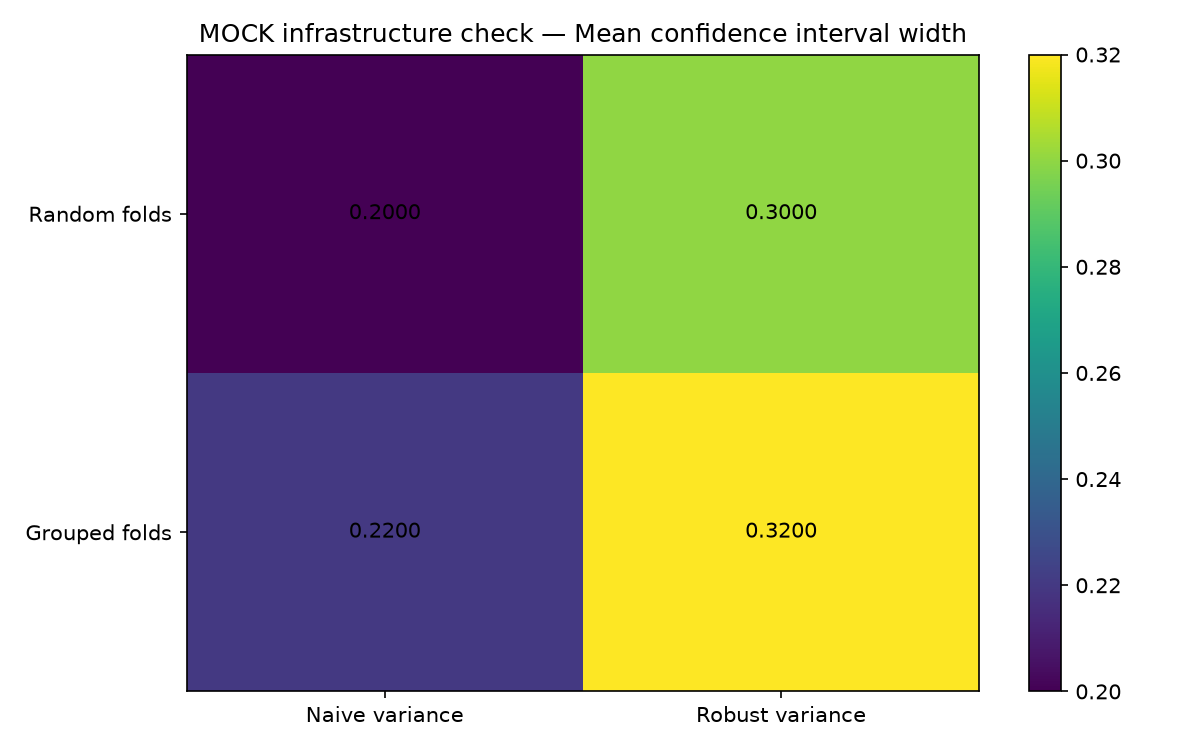 MOCK infrastructure check — Mean confidence interval width
Random folds
0.2000
0.3000
Grouped folds
0.2200
0.3200
Naive variance
Robust variance
0.32
0.30
0.28
0.26
0.24
0.22
0.20